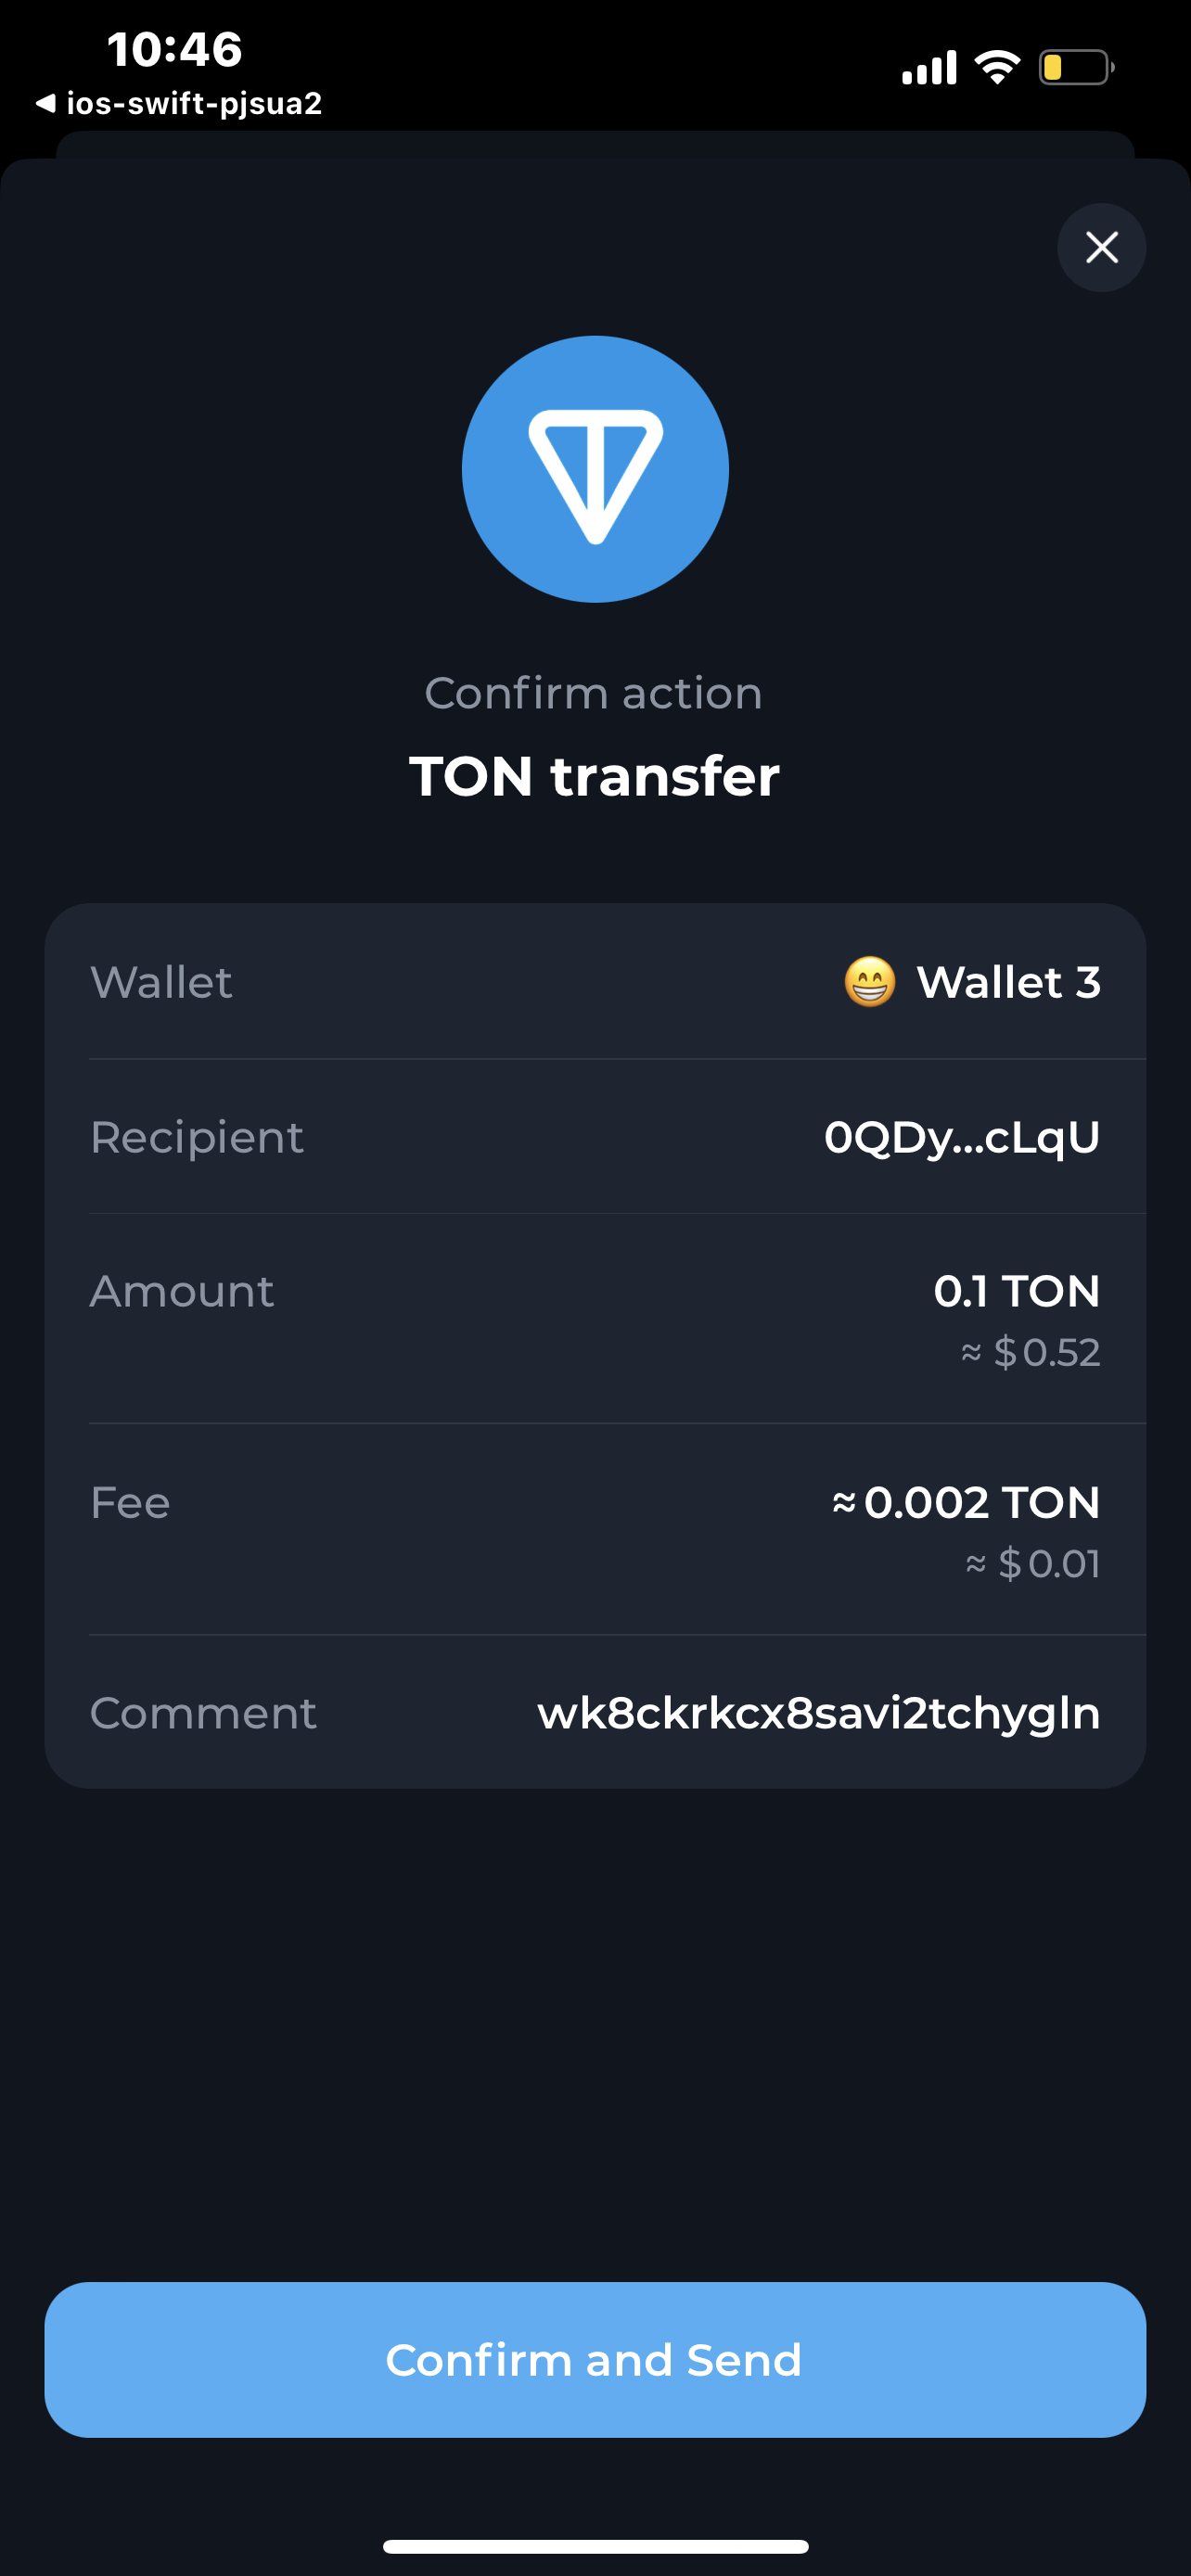 10:46
◀ ios-swift-pjsua2
Confirm action
TON transfer
Wallet 😁 Wallet 3
Recipient 0QDy...cLqU
Amount 0.1 TON
≈ $0.52
Fee ≈0.002 TON
≈ $0.01
Comment wk8ckrkcx8savi2tchygln
Confirm and Send